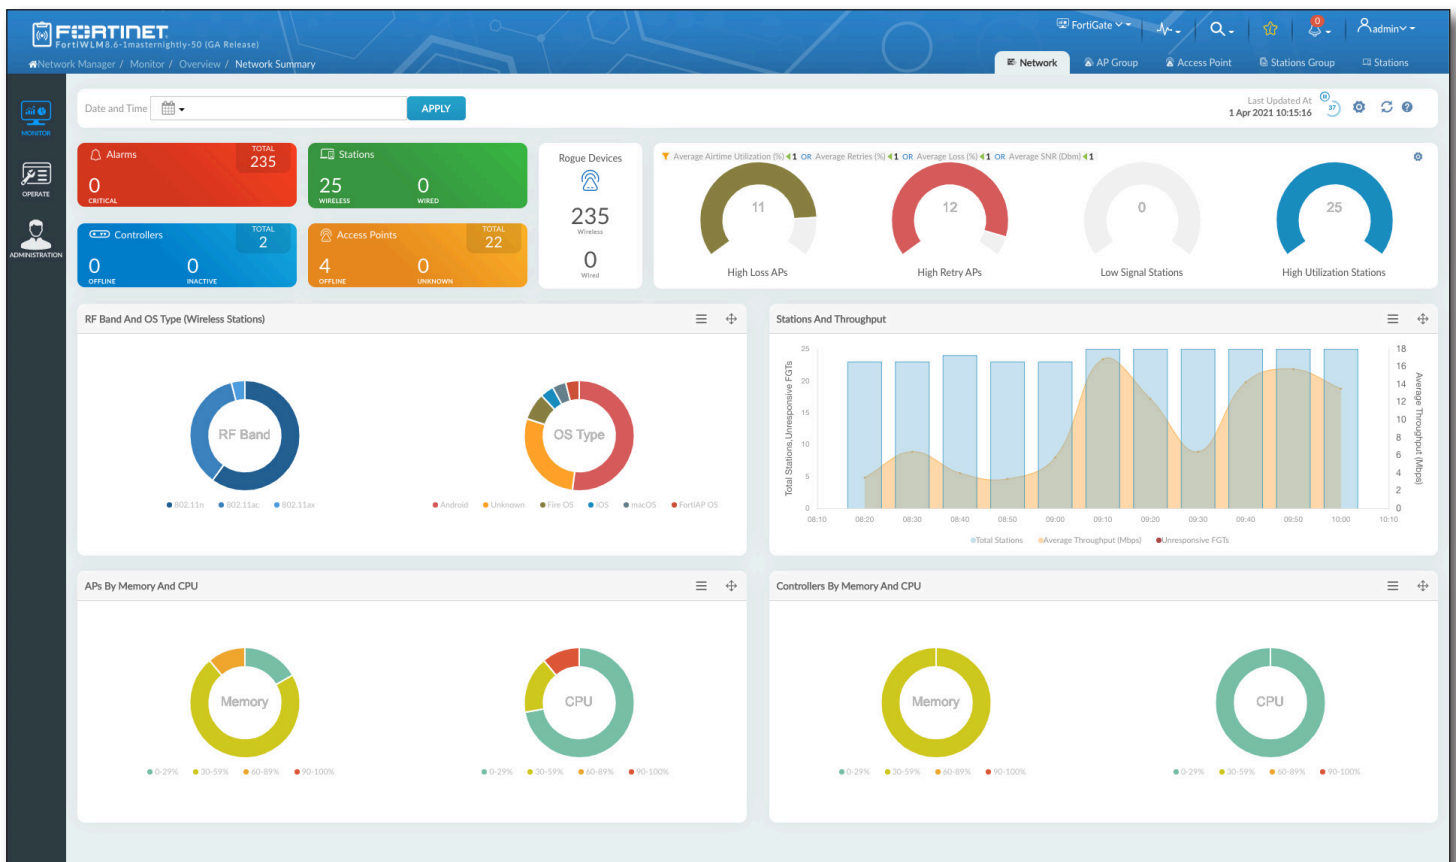 FORTINET
FortiWLM8.6-1masternightly-50 (GA Release)
FortiGate
admin
Network Manager / Monitor / Overview / Network Summary
Network
AP Group
Access Point
Stations Group
Stations
MONITOR
OPERATE
ADMINISTRATION
Date and Time
APPLY
Last Updated At
1 Apr 2021 10:15:16
37
Alarms
TOTAL
235
0
CRITICAL
Stations
25
WIRELESS
0
WIRED
Controllers
TOTAL
2
0
OFFLINE
0
INACTIVE
Access Points
TOTAL
22
4
OFFLINE
0
UNKNOWN
Rogue Devices
235
Wireless
0
Wired
Average Airtime Utilization (%) 1 OR Average Retries (%) 1 OR Average Loss (%) 1 OR Average SNR (Dbm) 1
11
High Loss APs
12
High Retry APs
0
Low Signal Stations
25
High Utilization Stations
RF Band And OS Type (Wireless Stations)
RF Band
802.11n 802.11ac 802.11ax
OS Type
Android Unknown Fire OS iOS macOS FortiAP OS
Stations And Throughput
Total Stations,Unresponsive FGTs
25
20
15
10
5
0
18
16
14
12
10
8
6
4
2
0
Average Throughput (Mbps)
08:10 08:20 08:30 08:40 08:50 09:00 09:10 09:20 09:30 09:40 09:50 10:00 10:10
Total Stations Average Throughput (Mbps) Unresponsive FGTs
APs By Memory And CPU
Memory
0-29% 30-59% 60-89% 90-100%
CPU
0-29% 30-59% 60-89% 90-100%
Controllers By Memory And CPU
Memory
0-29% 30-59% 60-89% 90-100%
CPU
0-29% 30-59% 60-89% 90-100%